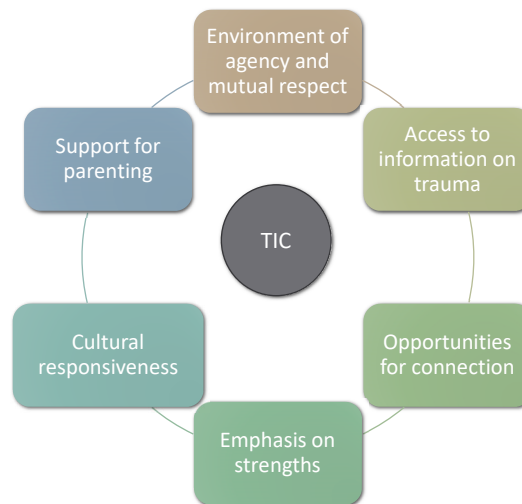 Environment of
agency and
mutual respect
Access to
information on
trauma
Opportunities
for connection
Emphasis on
strengths
Cultural
responsiveness
Support for
parenting
TIC